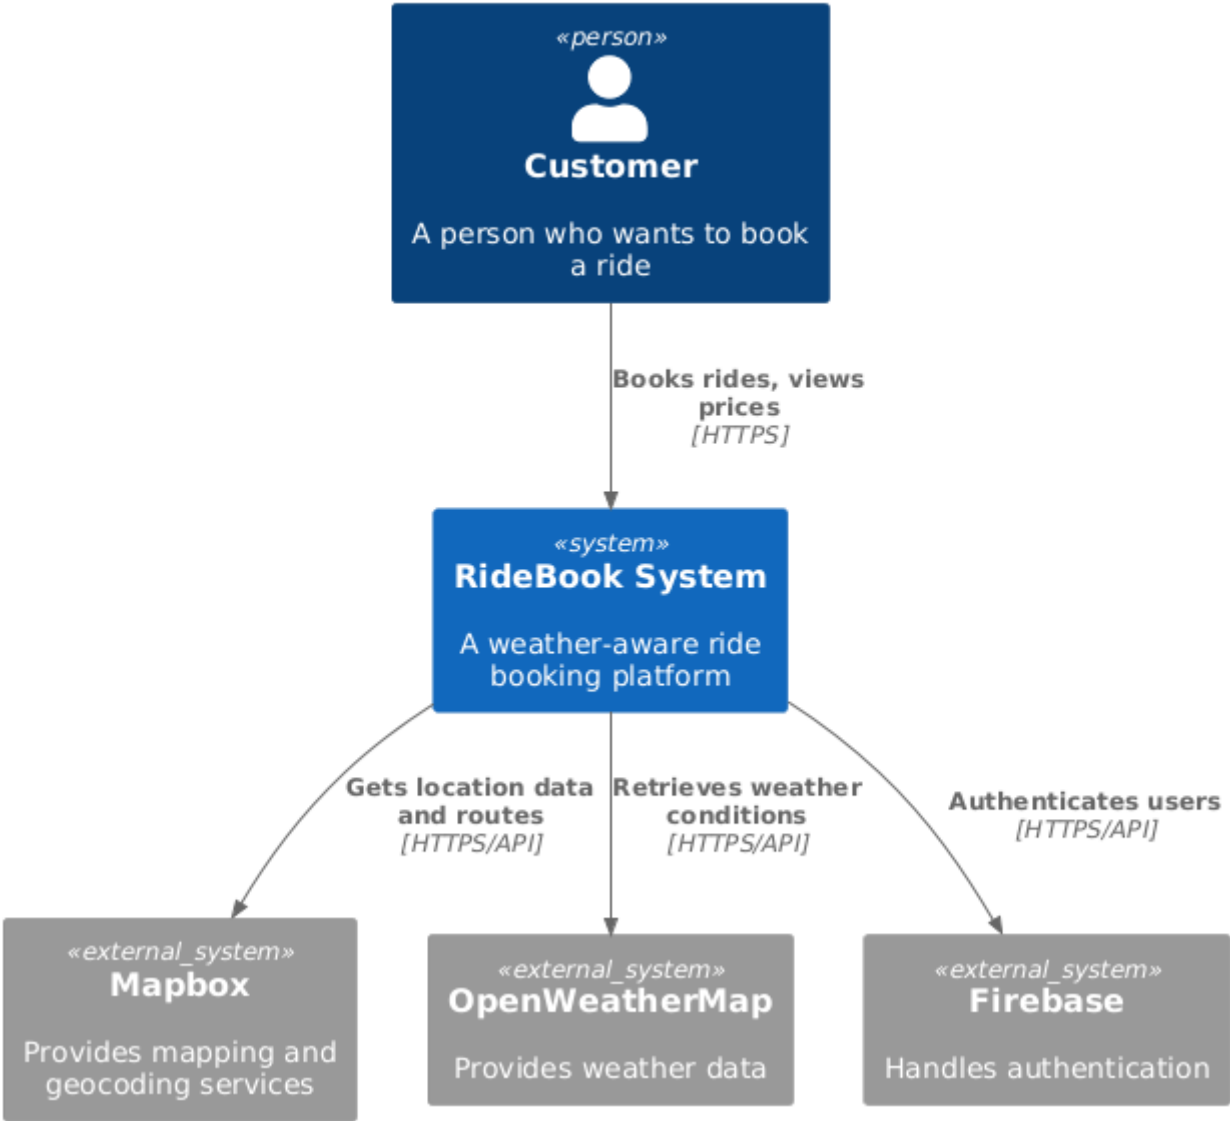 «person»
Customer
A person who wants to book
a ride
Books rides, views
prices
[HTTPS]
«system»
RideBook System
A weather-aware ride
booking platform
Gets location data
and routes
[HTTPS/API]
Retrieves weather
conditions
[HTTPS/API]
Authenticates users
[HTTPS/API]
«external_system»
Mapbox
Provides mapping and
geocoding services
«external_system»
OpenWeatherMap
Provides weather data
«external_system»
Firebase
Handles authentication